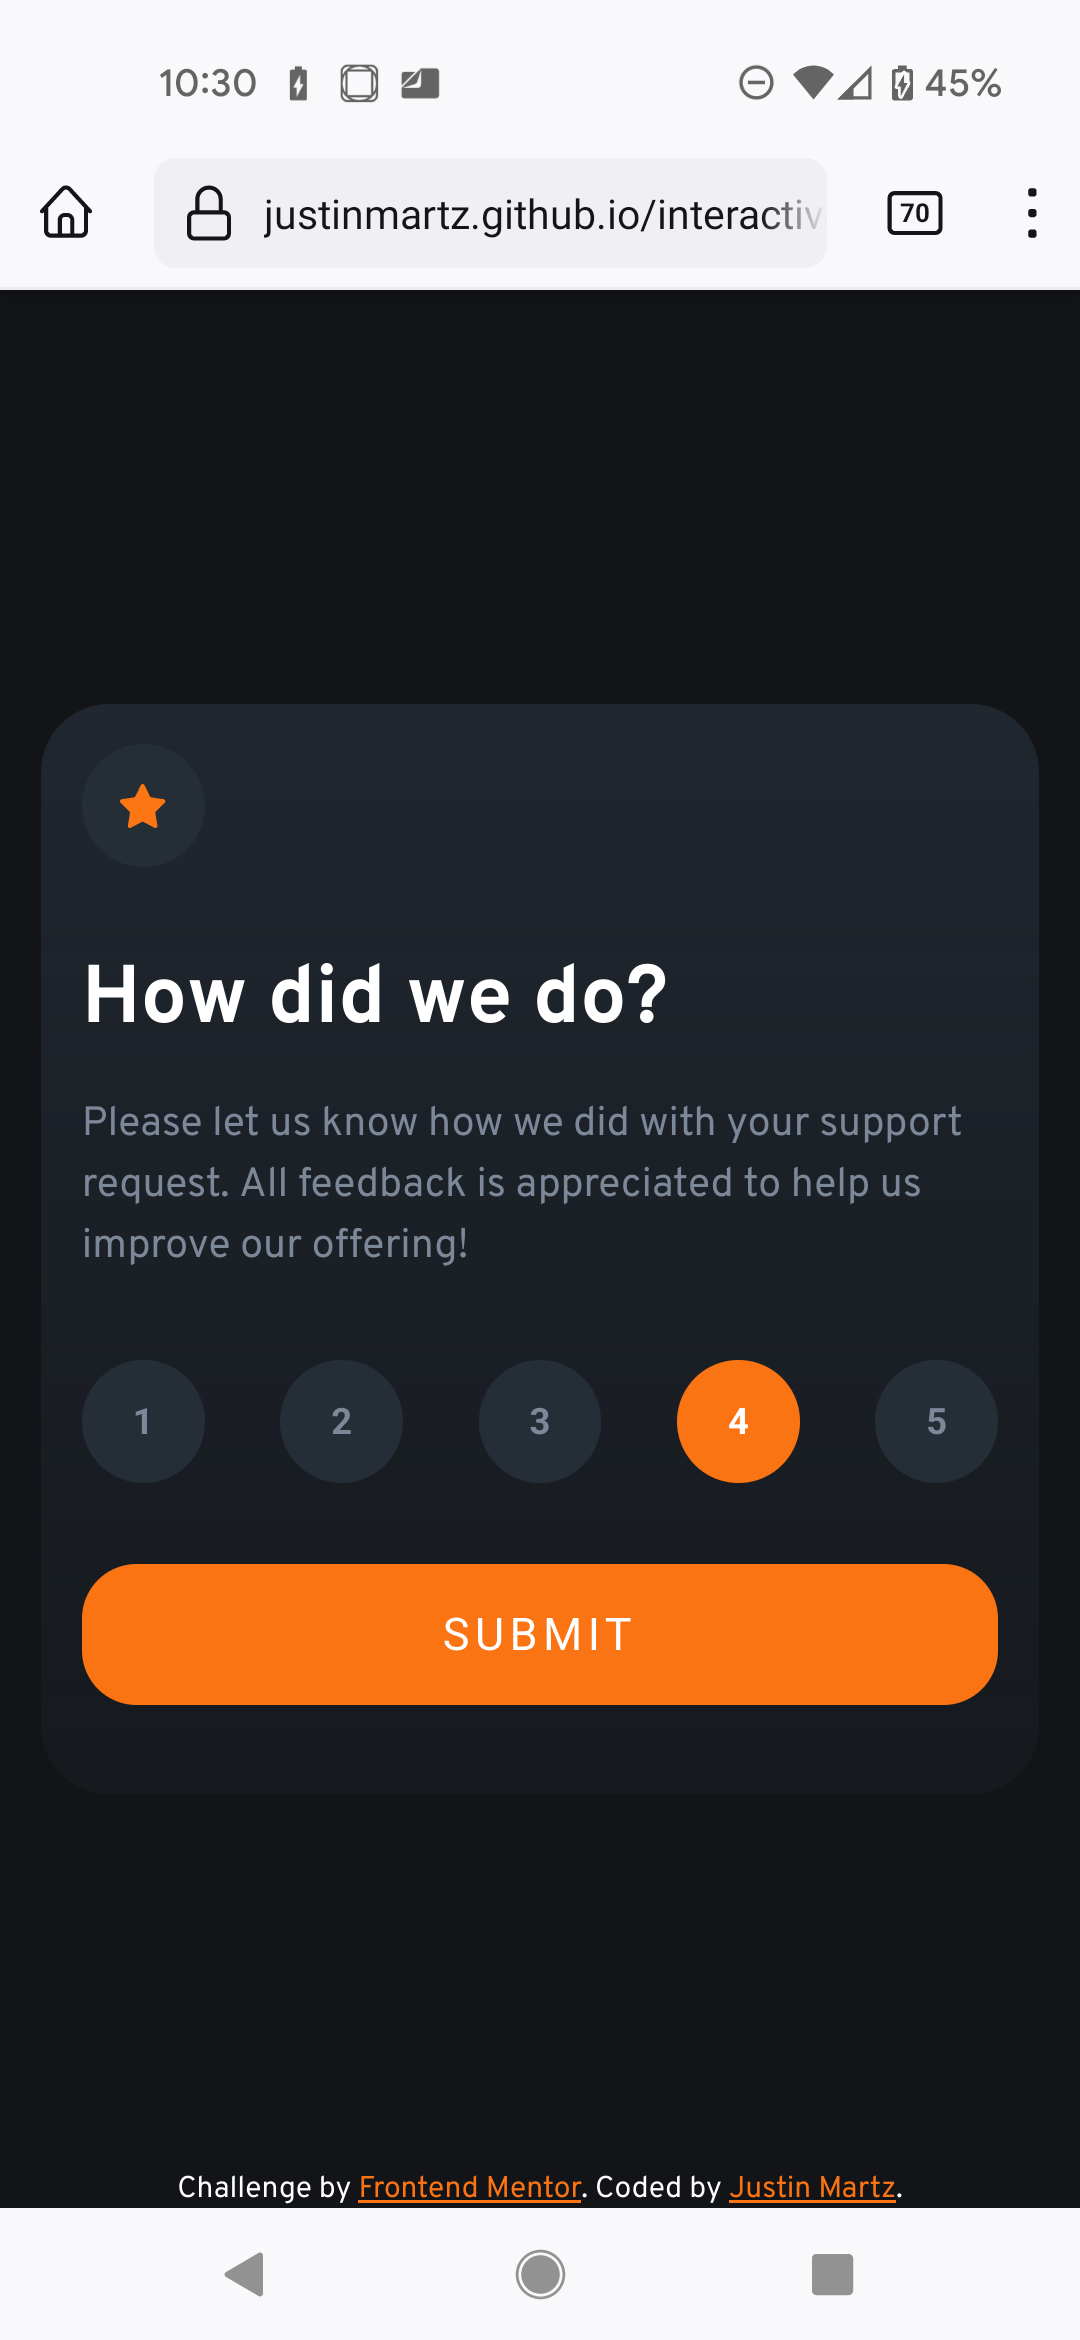 10:30
45%
justinmartz.github.io/interactiv
70
How did we do?
Please let us know how we did with your support
request. All feedback is appreciated to help us
improve our offering!
1 2 3 4 5
SUBMIT
Challenge by Frontend Mentor. Coded by Justin Martz.